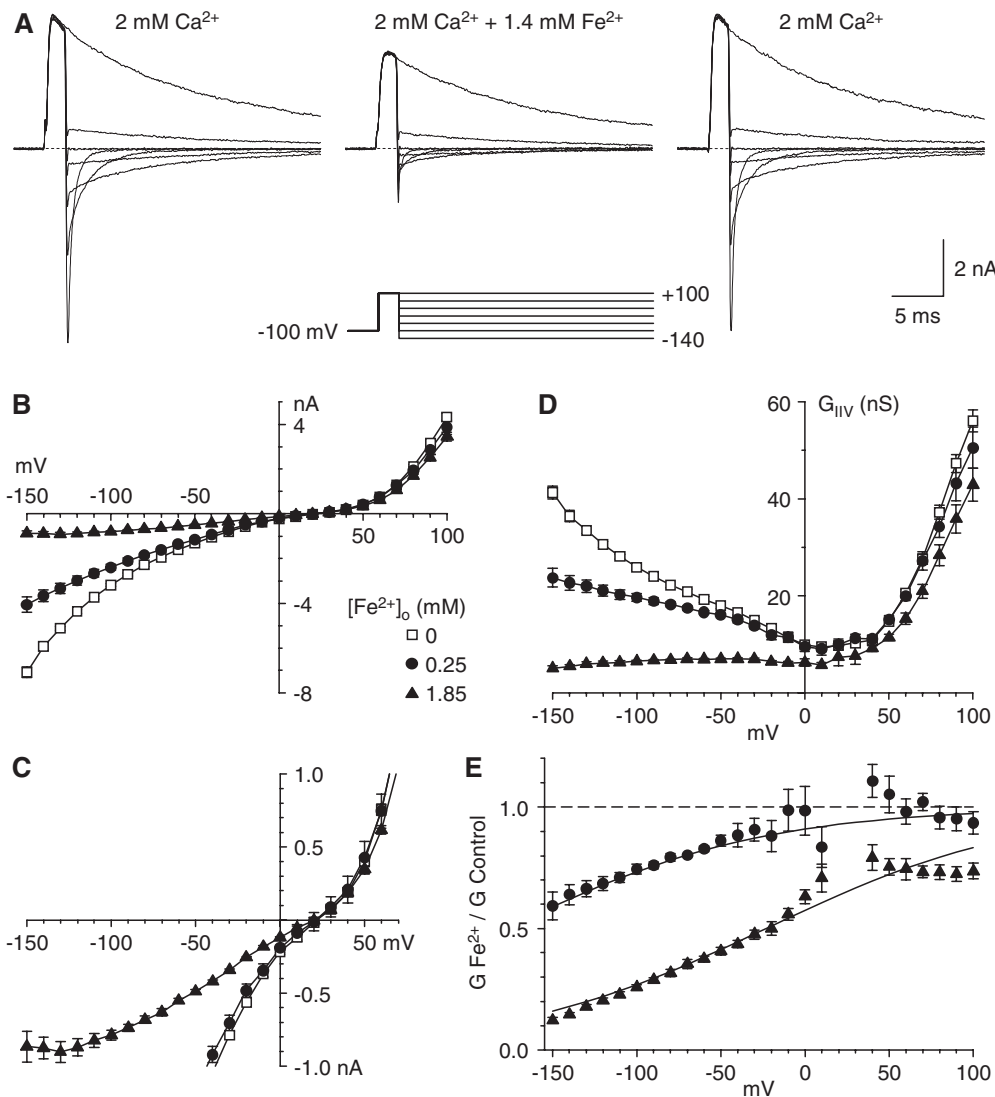 A
2 mM Ca²⁺
2 mM Ca²⁺ + 1.4 mM Fe²⁺
2 mM Ca²⁺
2 nA
5 ms
-100 mV
+100
-140
B
nA
4
mV
-150
-50
50
100
-4
-8
[Fe²⁺]ₒ (mM)
0
0.25
1.85
C
1.0
0.5
-150
-100
-50
50 mV
-0.5
-1.0 nA
D
G_IIV (nS)
60
40
20
-150
-100
-50
0
50
100
mV
E
G Fe²⁺ / G Control
1.0
0.5
0.0
-150
-100
-50
0
50
100
mV